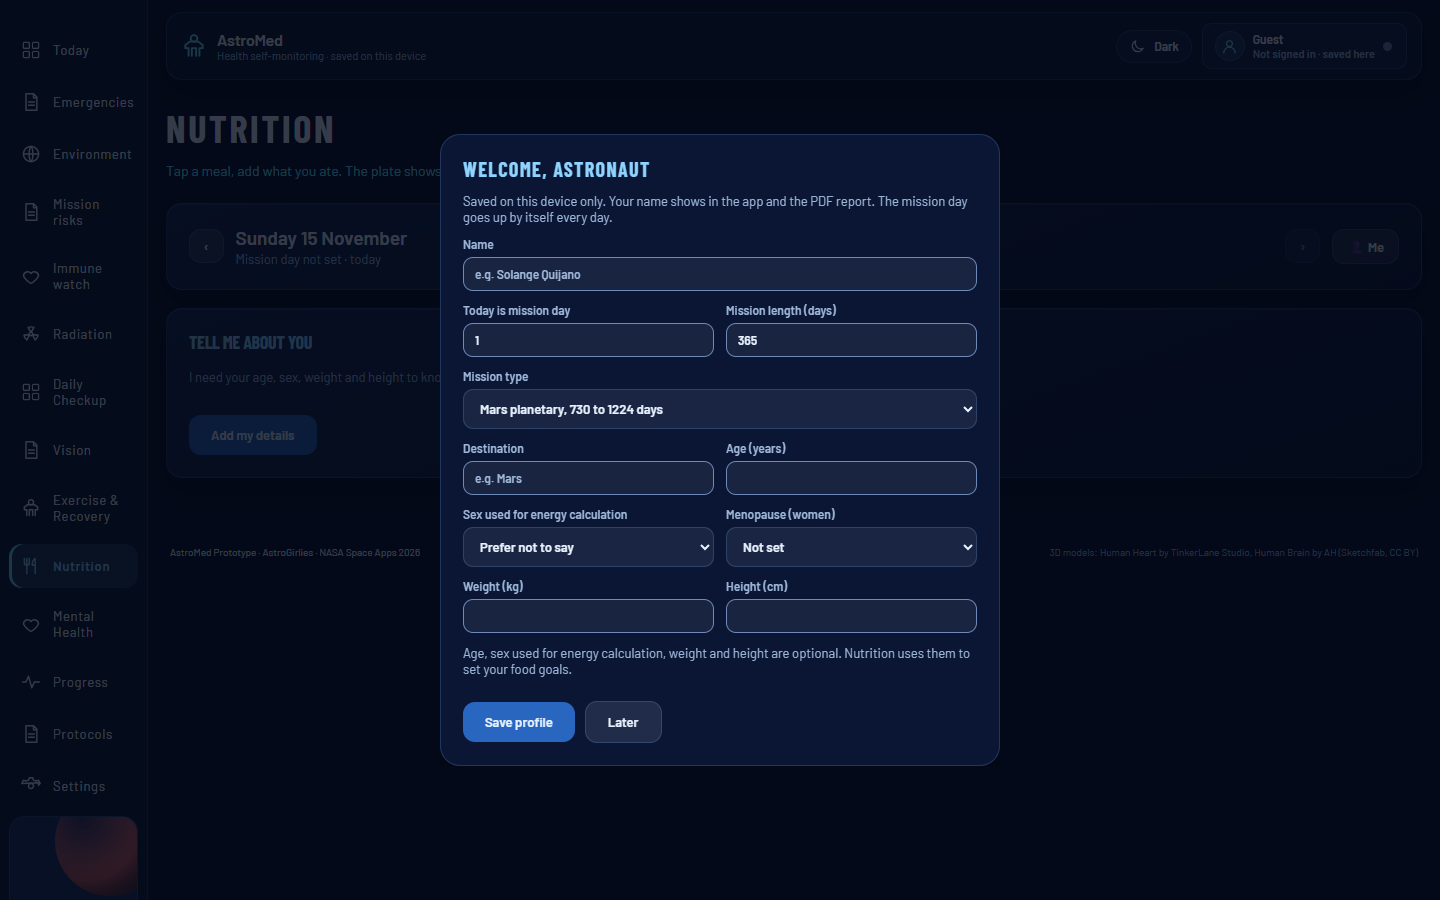 Today
Emergencies
Environment
Mission
risks
Immune
watch
Radiation
Daily
Checkup
Vision
Exercise &
Recovery
Nutrition
Mental
Health
Progress
Protocols
Settings
AstroMed
Health self-monitoring · saved on this device
Dark
Guest
Not signed in · saved here
NUTRITION
Tap a meal, add what you ate. The plate shows
‹
Sunday 15 November
Mission day not set · today
›
Me
TELL ME ABOUT YOU
I need your age, sex, weight and height to kno
Add my details
WELCOME, ASTRONAUT
Saved on this device only. Your name shows in the app and the PDF report. The mission day
goes up by itself every day.
Name
e.g. Solange Quijano
Today is mission day
Mission length (days)
1
365
Mission type
Mars planetary, 730 to 1224 days
Destination
Age (years)
e.g. Mars
Sex used for energy calculation
Menopause (women)
Prefer not to say
Not set
Weight (kg)
Height (cm)
Age, sex used for energy calculation, weight and height are optional. Nutrition uses them to
set your food goals.
Save profile
Later
AstroMed Prototype · AstroGirlies · NASA Space Apps 2026
3D models: Human Heart by TinkerLane Studio, Human Brain by AH (Sketchfab, CC BY)